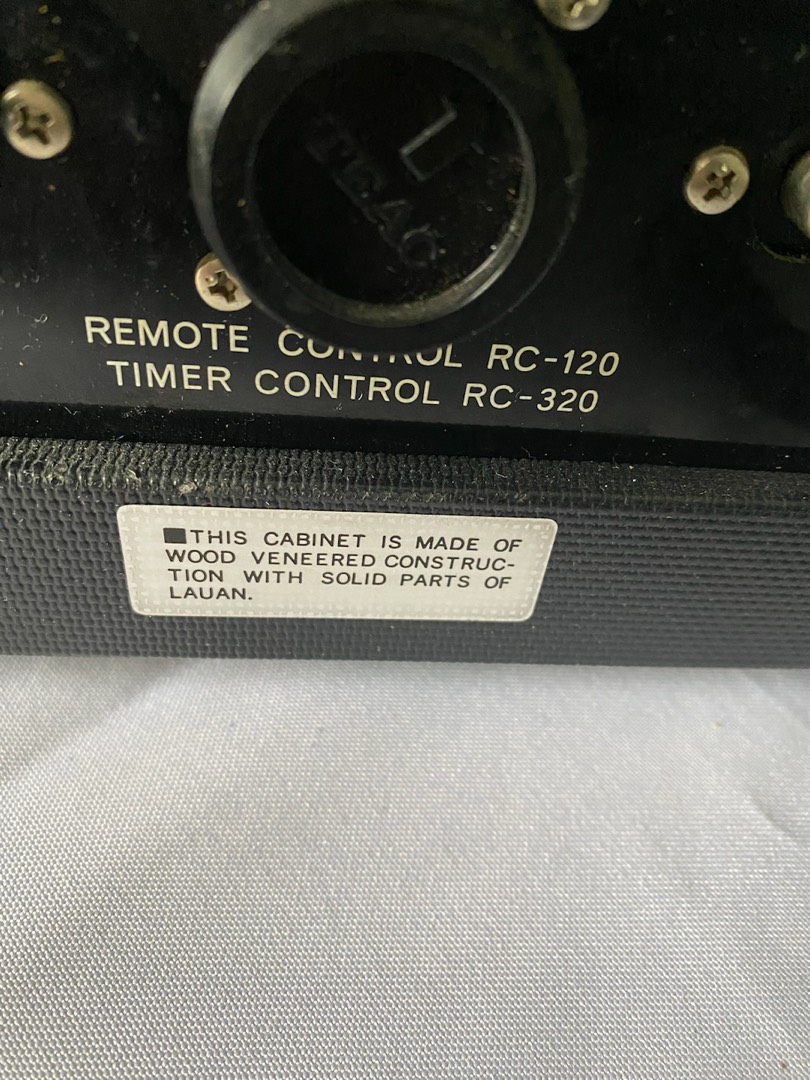 TEAC
REMOTE CONTROL RC-120
TIMER CONTROL RC-320
■THIS CABINET IS MADE OF
WOOD VENEERED CONSTRUC-
TION WITH SOLID PARTS OF
LAUAN.